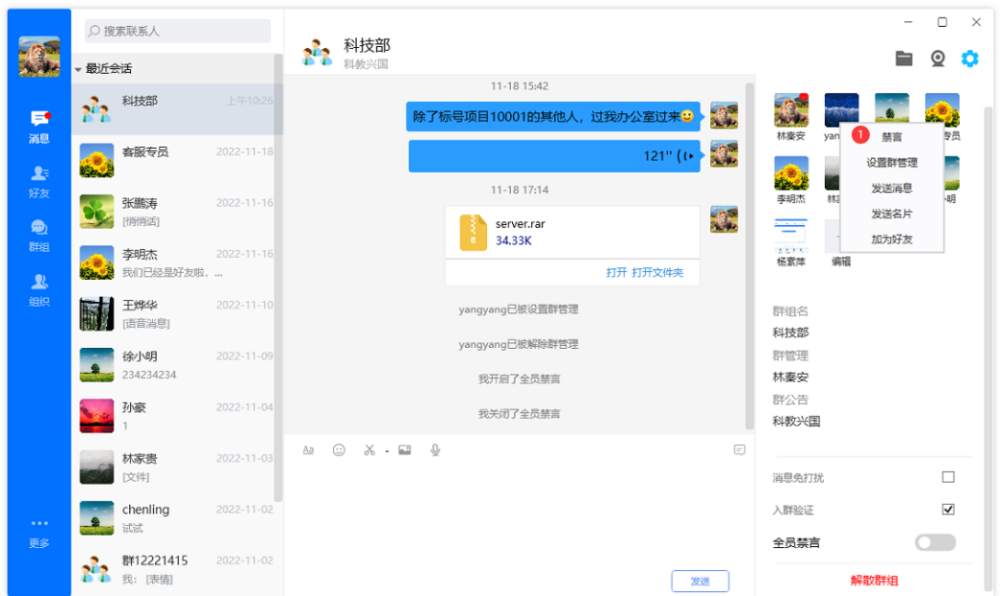 消息
好友
群组
组织
更多
搜索联系人
最近会话
科技部
上午10:26
客服专员
2022-11-18
张鹏涛
2022-11-16
[悄悄话]
李明杰
2022-11-16
我们已经是好友啦，...
王烨华
2022-11-10
[语音消息]
徐小明
2022-11-09
234234234
孙豪
2022-11-04
1
林家贵
2022-11-03
[文件]
chenling
2022-11-02
试试
群12221415
2022-11-02
我: [表情]
科技部
科教兴国
11-18 15:42
除了标号项目10001的其他人，过我办公室过来
121''
11-18 17:14
server.rar
34.33K
打开 打开文件夹
yangyang已被设置群管理
yangyang已被解除群管理
我开启了全员禁言
我关闭了全员禁言
Aa
发送
林秦安
yan
专员
李明杰
林
明
杨素萍
编辑
1
禁言
设置群管理
发送消息
发送名片
加为好友
群组名
科技部
群管理
林秦安
群公告
科教兴国
消息免打扰
入群验证
全员禁言
解散群组